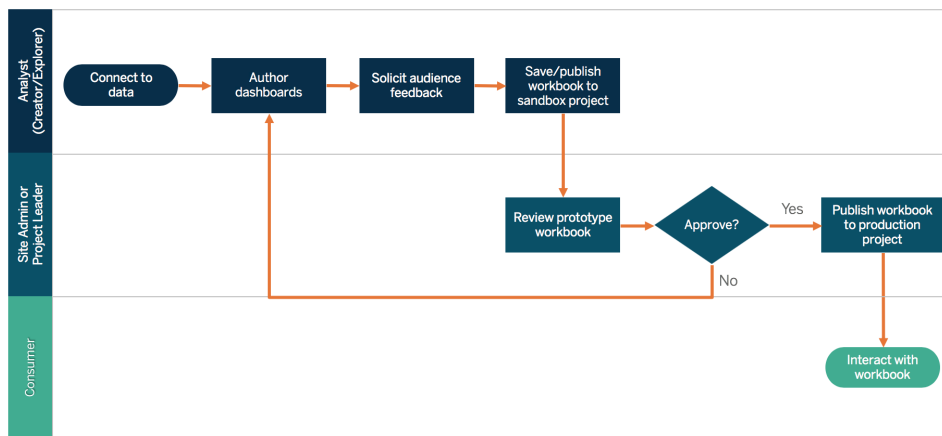 Analyst
(Creator/Explorer)
Connect to
data
Author
dashboards
Solicit audience
feedback
Save/publish
workbook to
sandbox project
Site Admin or
Project Leader
Review prototype
workbook
Approve?
Yes
No
Publish workbook
to production
project
Consumer
Interact with
workbook